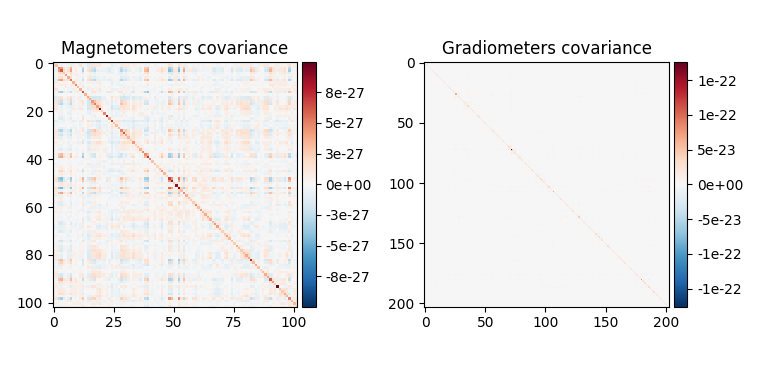 Magnetometers covariance
0
20
40
60
80
100
0 25 50 75 100
8e-27
5e-27
3e-27
0e+00
-3e-27
-5e-27
-8e-27
Gradiometers covariance
0
50
100
150
200
0 50 100 150 200
1e-22
1e-22
5e-23
0e+00
-5e-23
-1e-22
-1e-22